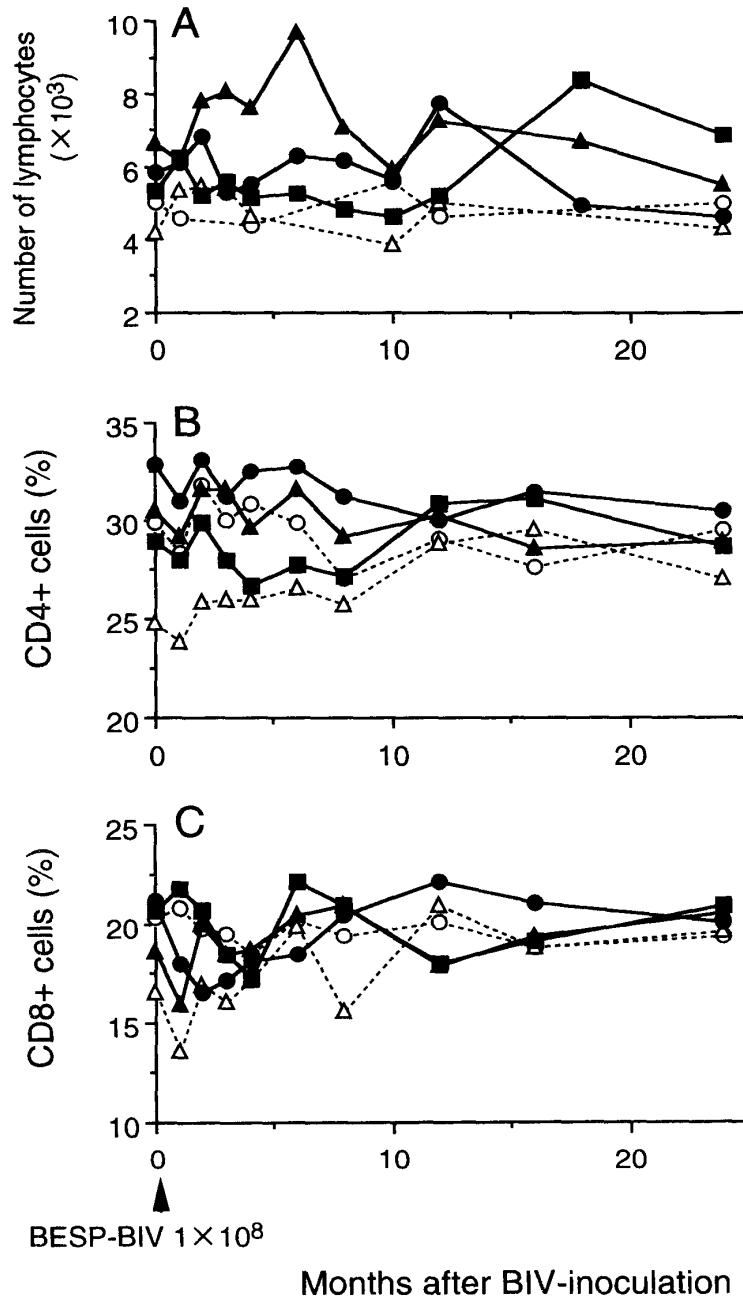 A
Number of lymphocytes
(×10³)
10
8
6
4
2
0 10 20
B
CD4+ cells (%)
35
30
25
20
0 10 20
C
CD8+ cells (%)
25
20
15
10
0 10 20
BESP-BIV 1×10⁸
Months after BIV-inoculation